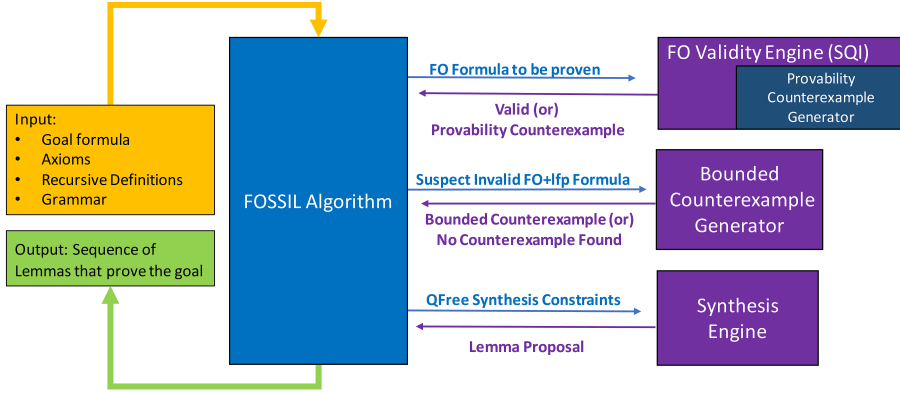 Input:
• Goal formula
• Axioms
• Recursive Definitions
• Grammar
Output: Sequence of
Lemmas that prove the goal
FOSSIL Algorithm
FO Formula to be proven
Valid (or)
Provability Counterexample
Suspect Invalid FO+lfp Formula
Bounded Counterexample (or)
No Counterexample Found
QFree Synthesis Constraints
Lemma Proposal
FO Validity Engine (SQI)
Provability
Counterexample
Generator
Bounded
Counterexample
Generator
Synthesis
Engine